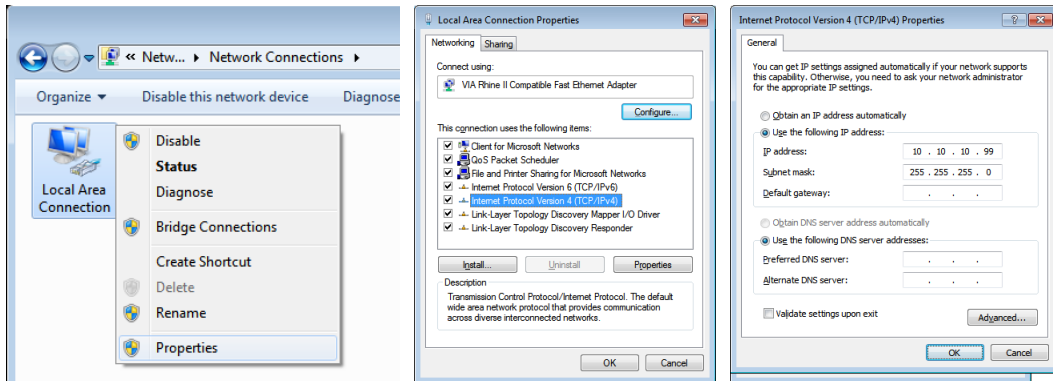 « Netw... ▸ Network Connections ▸
Organize ▾ Disable this network device Diagnose
Local Area
Connection
Disable
Status
Diagnose
Bridge Connections
Create Shortcut
Delete
Rename
Properties
Local Area Connection Properties
Networking Sharing
Connect using:
VIA Rhine II Compatible Fast Ethernet Adapter
Configure...
This connection uses the following items:
Client for Microsoft Networks
QoS Packet Scheduler
File and Printer Sharing for Microsoft Networks
Internet Protocol Version 6 (TCP/IPv6)
Internet Protocol Version 4 (TCP/IPv4)
Link-Layer Topology Discovery Mapper I/O Driver
Link-Layer Topology Discovery Responder
Install... Uninstall Properties
Description
Transmission Control Protocol/Internet Protocol. The default
wide area network protocol that provides communication
across diverse interconnected networks.
OK Cancel
Internet Protocol Version 4 (TCP/IPv4) Properties
General
You can get IP settings assigned automatically if your network supports
this capability. Otherwise, you need to ask your network administrator
for the appropriate IP settings.
Obtain an IP address automatically
Use the following IP address:
IP address: 10 . 10 . 10 . 99
Subnet mask: 255 . 255 . 255 . 0
Default gateway: . . .
Obtain DNS server address automatically
Use the following DNS server addresses:
Preferred DNS server: . . .
Alternate DNS server: . . .
Validate settings upon exit Advanced...
OK Cancel